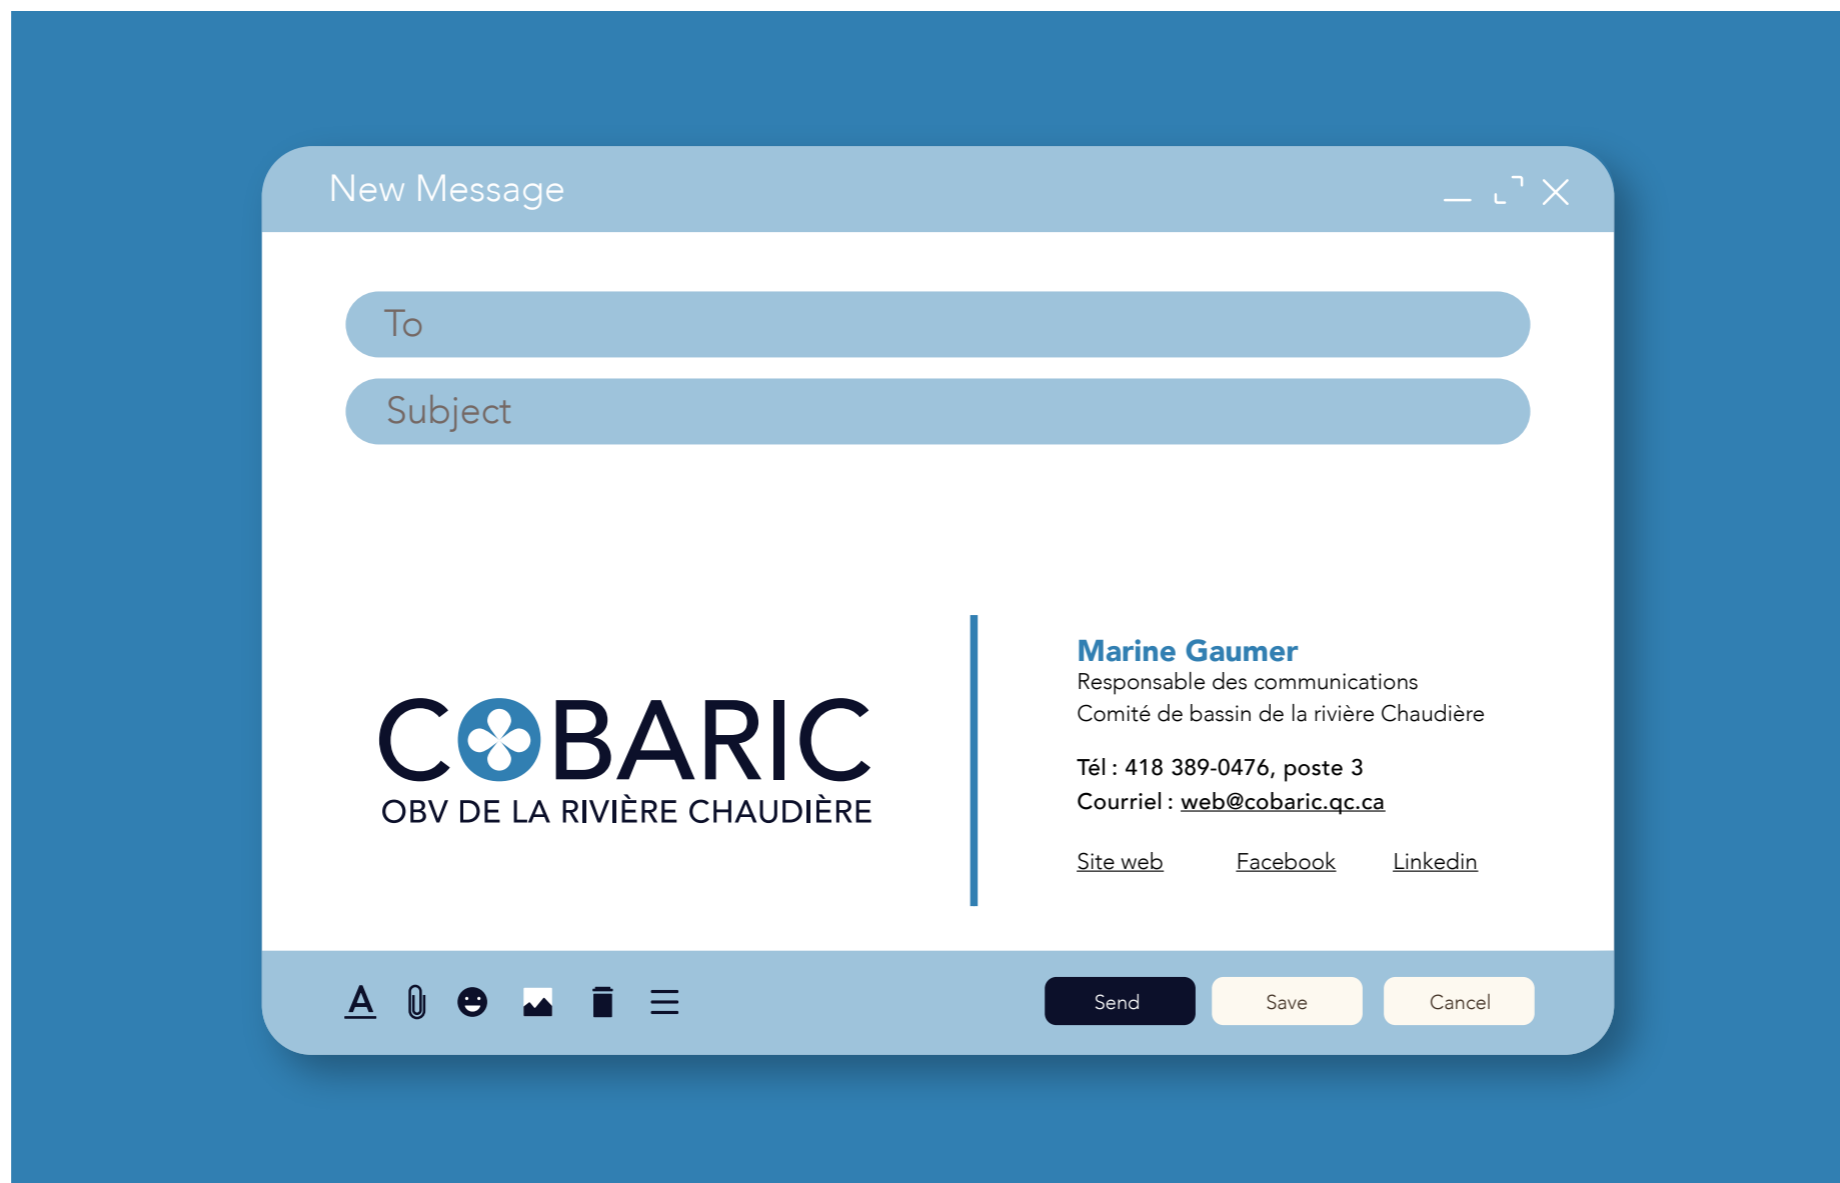 New Message
To
Subject
COBARIC
OBV DE LA RIVIÈRE CHAUDIÈRE
Marine Gaumer
Responsable des communications
Comité de bassin de la rivière Chaudière
Tél : 418 389-0476, poste 3
Courriel : web@cobaric.qc.ca
Site web Facebook Linkedin
A
Send Save Cancel